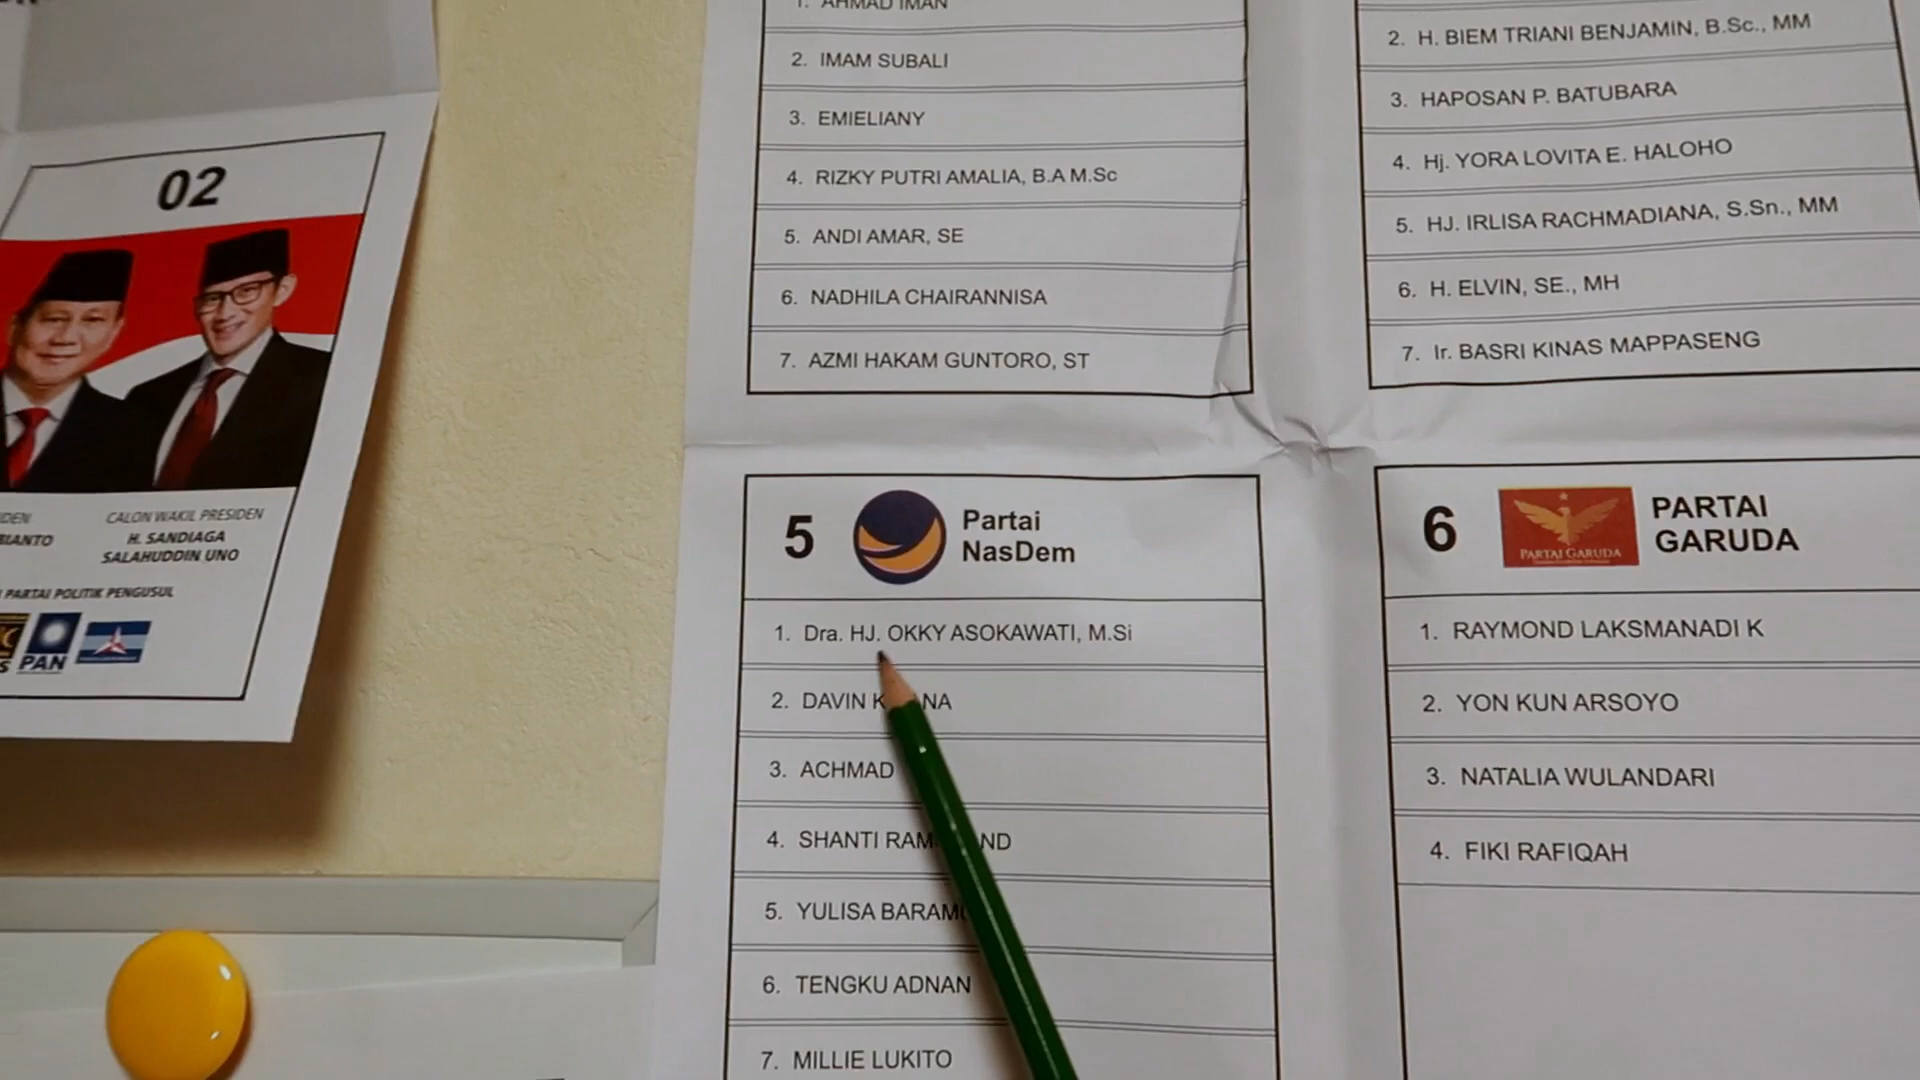 02
CALON WAKIL PRESIDEN
H. SANDIAGA
SALAHUDDIN UNO
PARTAI POLITIK PENGUSUL
PAN
1. AHMAD IMAN
2. IMAM SUBALI
3. EMIELIANY
4. RIZKY PUTRI AMALIA, B.A M.Sc
5. ANDI AMAR, SE
6. NADHILA CHAIRANNISA
7. AZMI HAKAM GUNTORO, ST
2. H. BIEM TRIANI BENJAMIN, B.Sc., MM
3. HAPOSAN P. BATUBARA
4. Hj. YORA LOVITA E. HALOHO
5. HJ. IRLISA RACHMADIANA, S.Sn., MM
6. H. ELVIN, SE., MH
7. Ir. BASRI KINAS MAPPASENG
5 Partai
NasDem
1. Dra. HJ. OKKY ASOKAWATI, M.Si
2. DAVIN
3. ACHMAD
4. SHANTI
5. YULISA
6. TENGKU ADNAN
7. MILLIE LUKITO
6 PARTAI GARUDA PARTAI
GARUDA
1. RAYMOND LAKSMANADI K
2. YON KUN ARSOYO
3. NATALIA WULANDARI
4. FIKI RAFIQAH